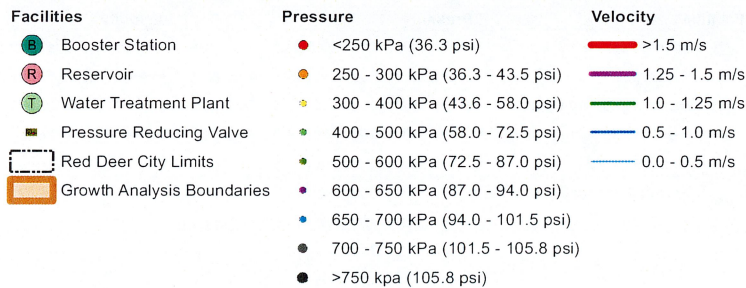 Facilities
B Booster Station
R Reservoir
T Water Treatment Plant
Pressure Reducing Valve
Red Deer City Limits
Growth Analysis Boundaries
Pressure
<250 kPa (36.3 psi)
250 - 300 kPa (36.3 - 43.5 psi)
300 - 400 kPa (43.6 - 58.0 psi)
400 - 500 kPa (58.0 - 72.5 psi)
500 - 600 kPa (72.5 - 87.0 psi)
600 - 650 kPa (87.0 - 94.0 psi)
650 - 700 kPa (94.0 - 101.5 psi)
700 - 750 kPa (101.5 - 105.8 psi)
>750 kpa (105.8 psi)
Velocity
>1.5 m/s
1.25 - 1.5 m/s
1.0 - 1.25 m/s
0.5 - 1.0 m/s
0.0 - 0.5 m/s